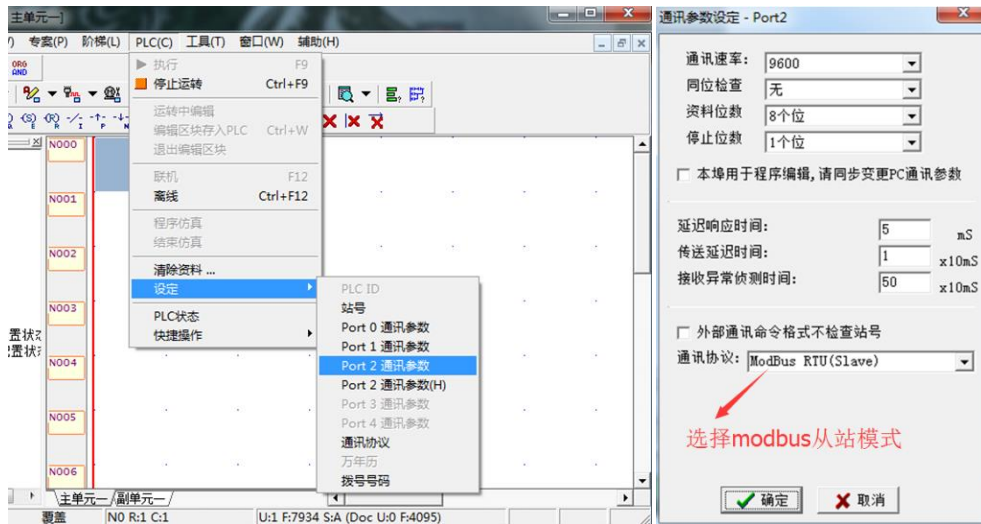 主单元一]
专案(P) 阶梯(L) PLC(C) 工具(T) 窗口(W) 辅助(H)
ORG
AND
执行 F9
停止运转 Ctrl+F9
运转中编辑
编辑区块存入PLC Ctrl+W
退出编辑区块
联机 F12
离线 Ctrl+F12
程序仿真
结束仿真
清除资料 ...
设定
PLC状态
快捷操作
PLC ID
站号
Port 0 通讯参数
Port 1 通讯参数
Port 2 通讯参数
Port 2 通讯参数(H)
Port 3 通讯参数
Port 4 通讯参数
通讯协议
万年历
拨号号码
N000
N001
N002
N003
N004
N005
N006
置状
置状
主单元一 副单元一
覆盖 N0 R:1 C:1 U:1 F:7934 S:A (Doc U:0 F:4095)
通讯参数设定 - Port2
通讯速率: 9600
同位检查 无
资料位数 8个位
停止位数 1个位
本埠用于程序编辑,请同步变更PC通讯参数
延迟响应时间: 5 mS
传送延迟时间: 1 x10mS
接收异常侦测时间: 50 x10mS
外部通讯命令格式不检查站号
通讯协议: ModBus RTU(Slave)
选择modbus从站模式
确定 取消